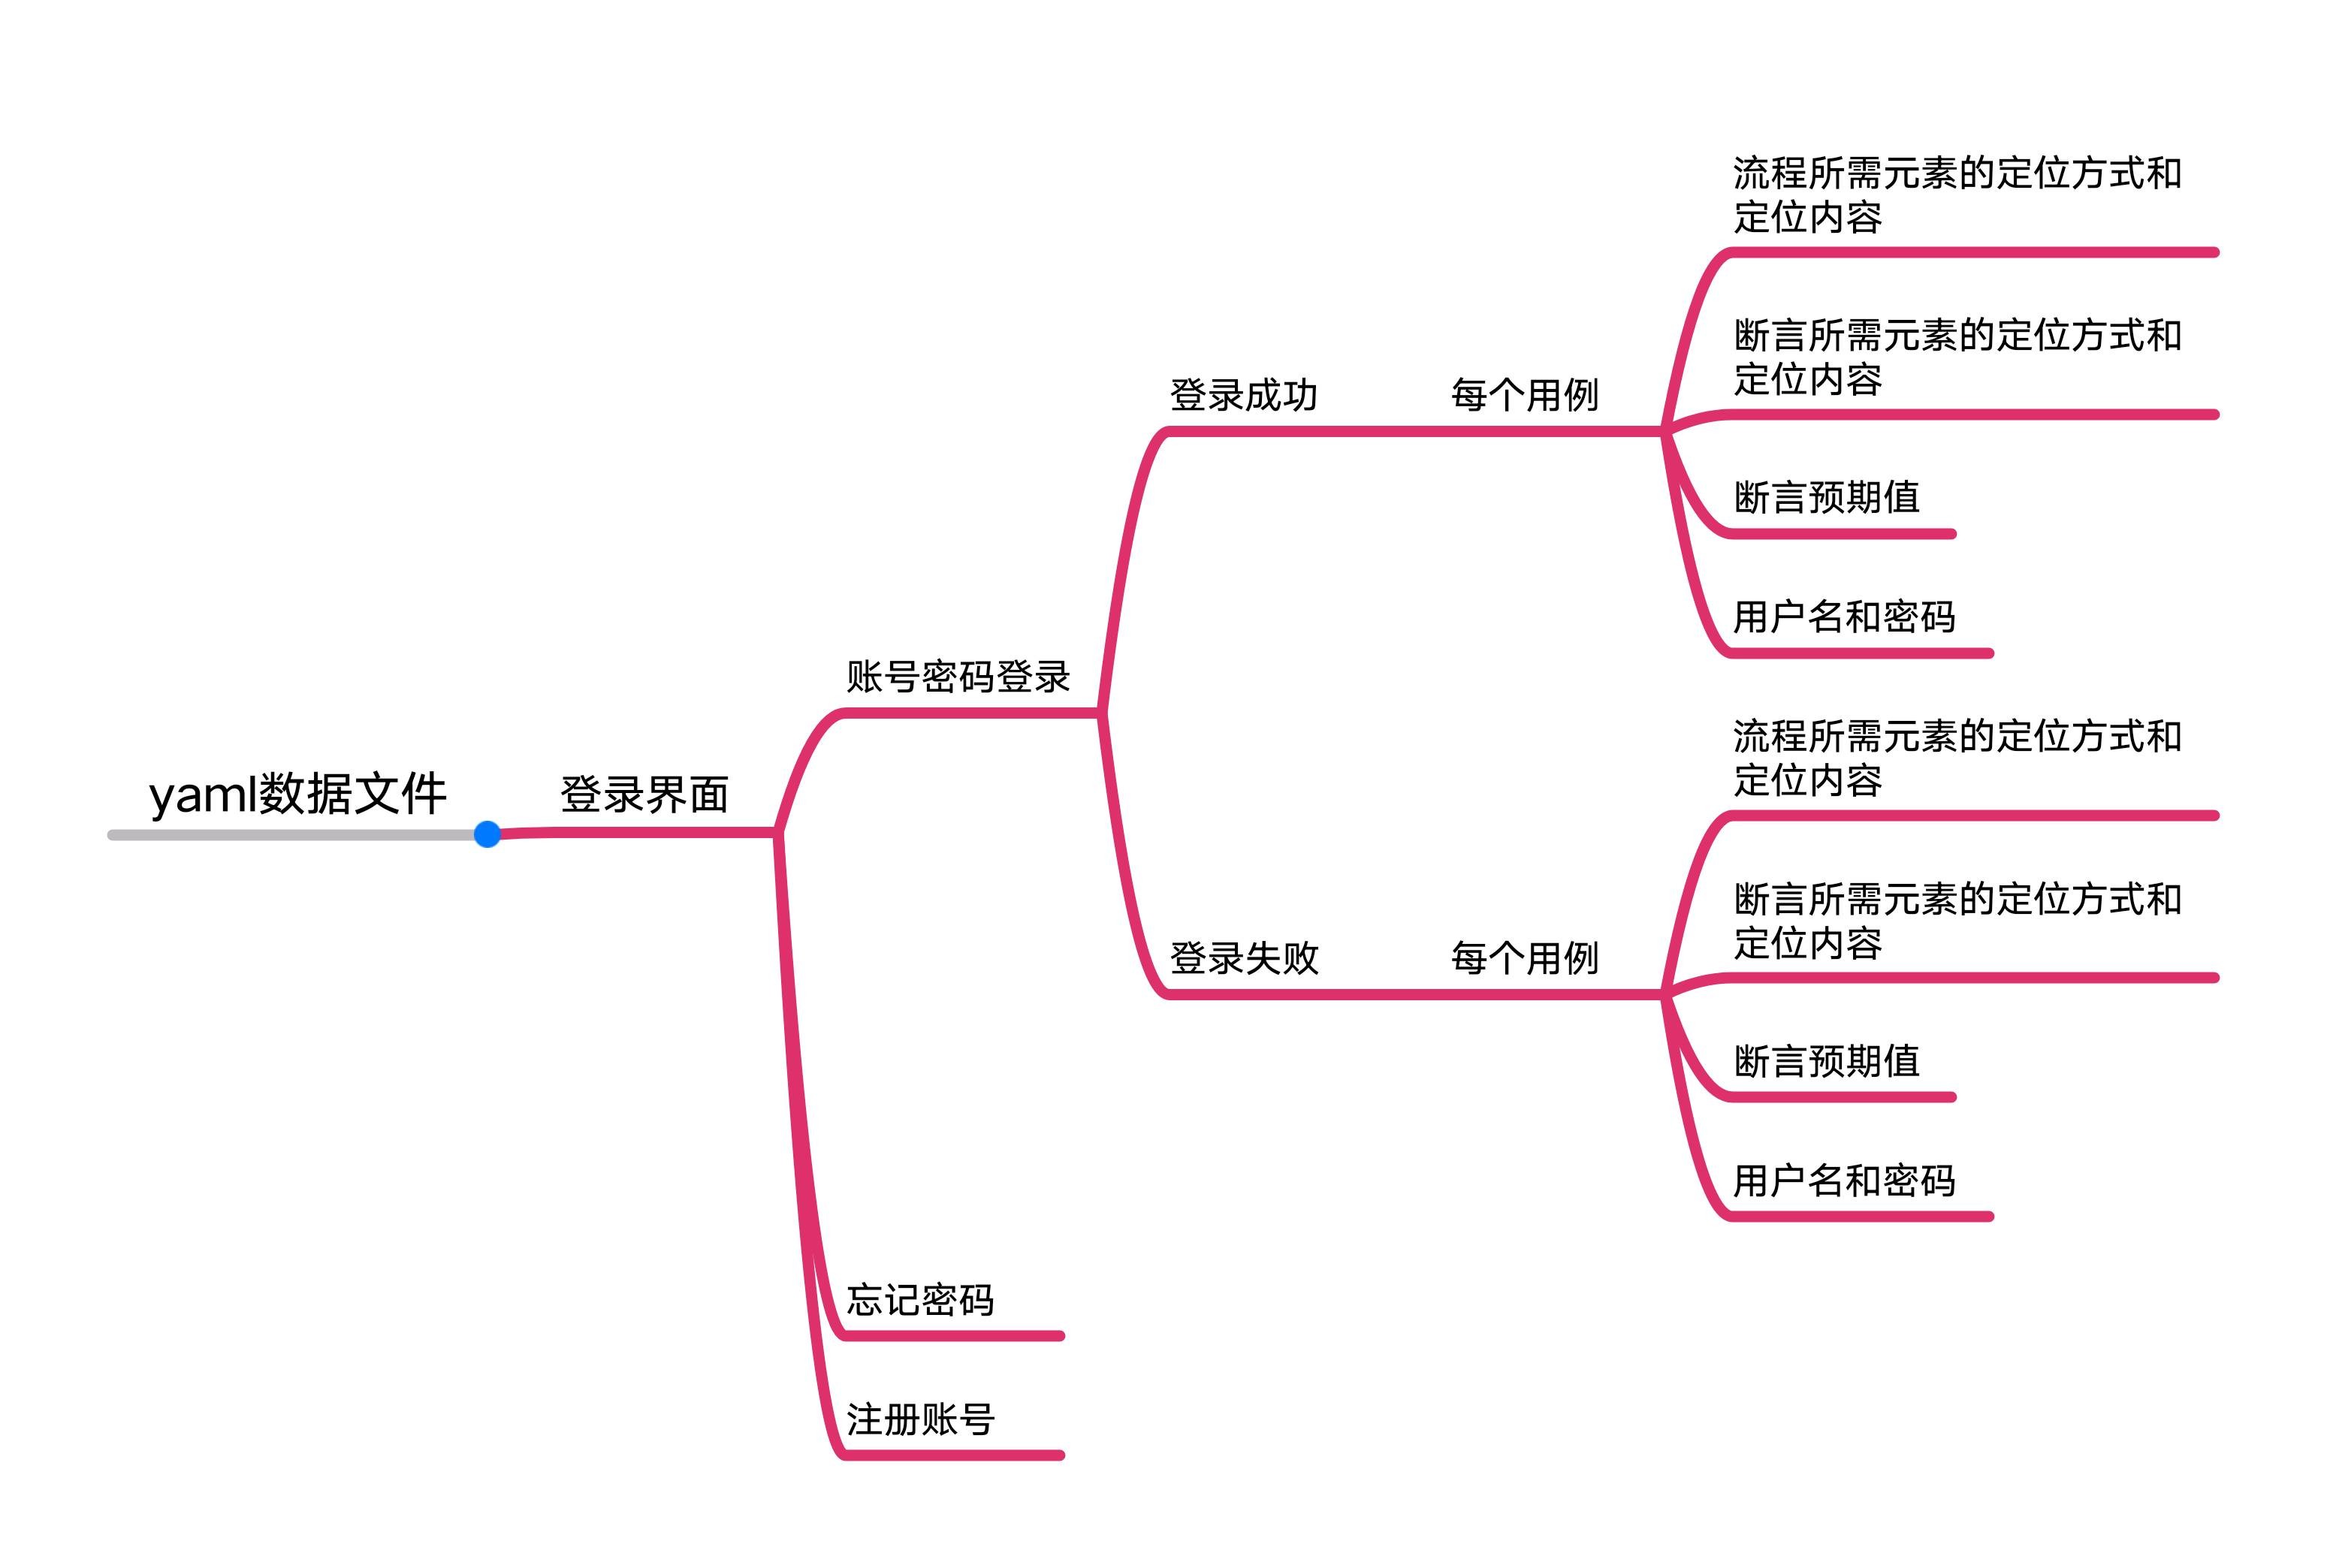 yaml数据文件
登录界面
账号密码登录
登录成功
每个用例
流程所需元素的定位方式和
定位内容
断言所需元素的定位方式和
定位内容
断言预期值
用户名和密码
登录失败
每个用例
流程所需元素的定位方式和
定位内容
断言所需元素的定位方式和
定位内容
断言预期值
用户名和密码
忘记密码
注册账号